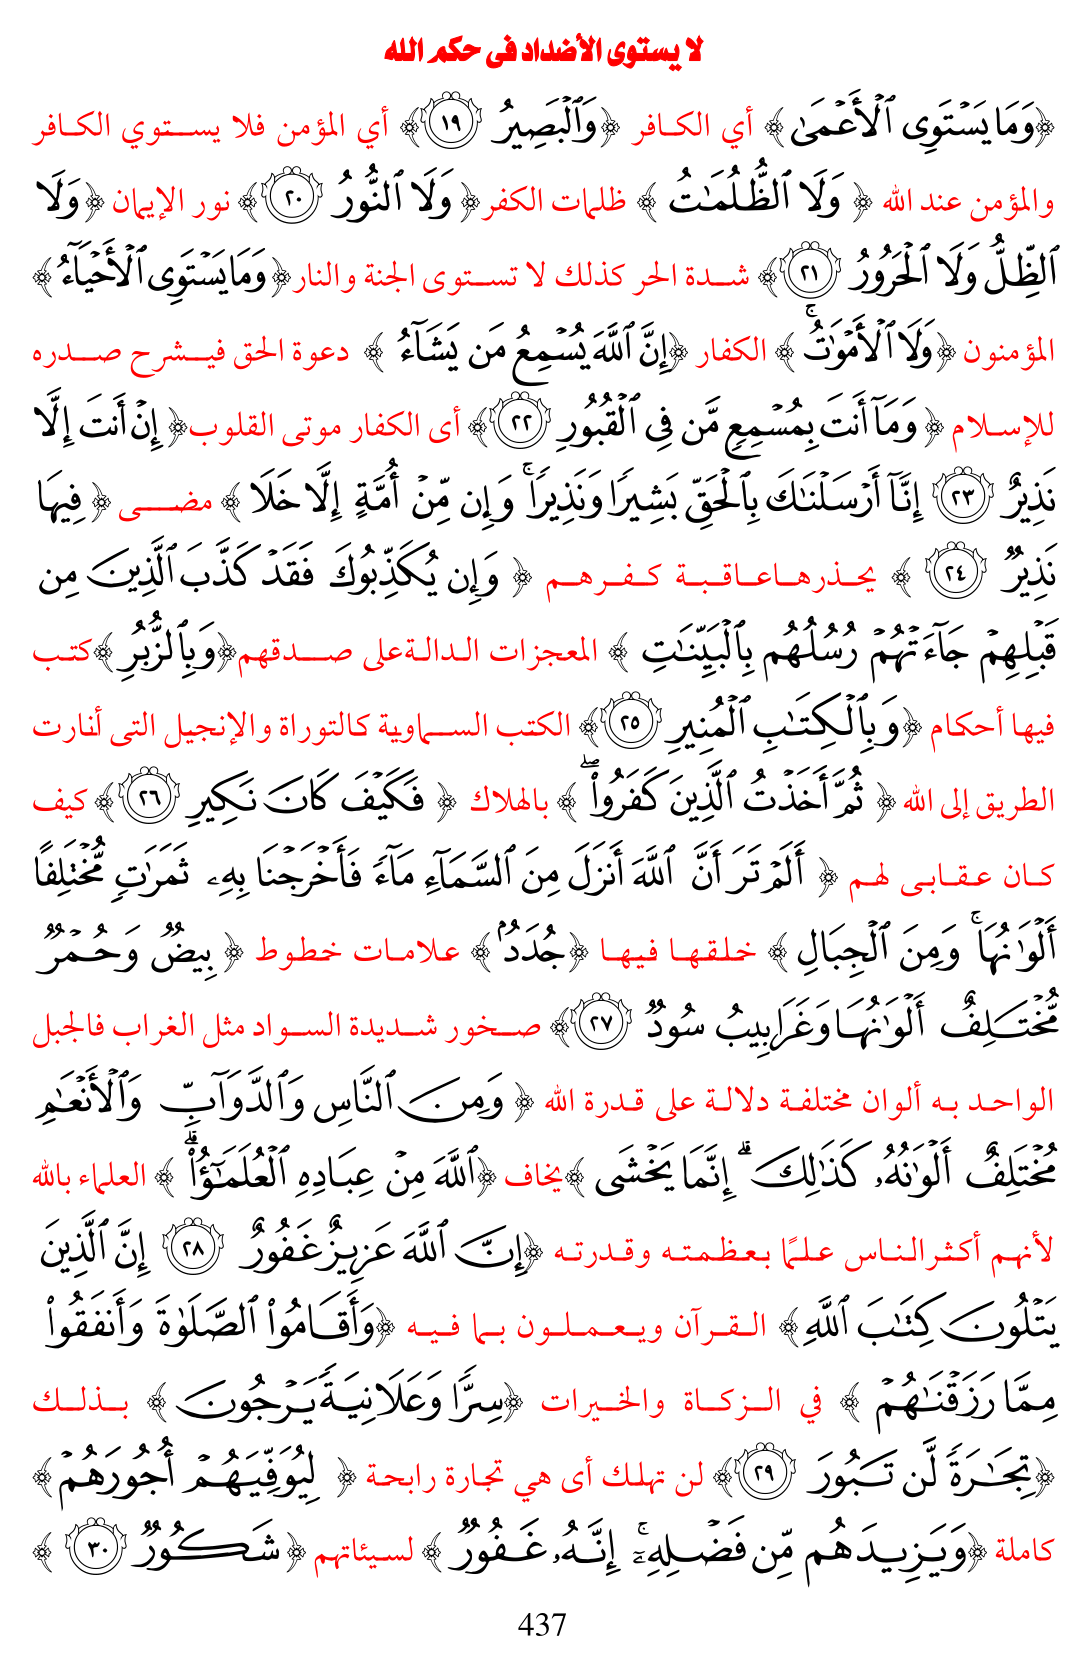 لا يستوى الأضداد فى حكم الله
﴿وَمَا يَسْتَوِى ٱلْأَعْمَىٰ﴾ أي الكافر ﴿وَٱلْبَصِيرُ ١٩﴾ أي المؤمن فلا يستوي الكافر
والمؤمن عند الله ﴿ وَلَا ٱلظُّلُمَٰتُ ﴾ ظلمات الكفر﴿وَلَا ٱلنُّورُ ٢٠﴾ نور الإيمان ﴿وَلَا
ٱلظِّلُّ وَلَا ٱلْحَرُورُ ٢١﴾ شدة الحر كذلك لا تستوى الجنة والنار﴿وَمَا يَسْتَوِى ٱلْأَحْيَآءُ﴾
المؤمنون ﴿وَلَا ٱلْأَمْوَٰتُ ۚ﴾ الكفار ﴿إِنَّ ٱللَّهَ يُسْمِعُ مَن يَشَآءُ ﴾ دعوة الحق فيشرح صدره
للإسلام ﴿ وَمَآ أَنتَ بِمُسْمِعٍ مَّن فِى ٱلْقُبُورِ ٢٢﴾ أى الكفار موتى القلوب﴿ إِنْ أَنتَ إِلَّا
نَذِيرٌ ٢٣ إِنَّآ أَرْسَلْنَٰكَ بِٱلْحَقِّ بَشِيرًا وَنَذِيرًا ۚ وَإِن مِّنْ أُمَّةٍ إِلَّا خَلَا ﴾ مضى ﴿ فِيهَا
نَذِيرٌ ٢٤ ﴾ يحذرها عاقبة كفرهم ﴿ وَإِن يُكَذِّبُوكَ فَقَدْ كَذَّبَ ٱلَّذِينَ مِن
قَبْلِهِمْ جَآءَتْهُمْ رُسُلُهُم بِٱلْبَيِّنَٰتِ ﴾ المعجزات الدالة على صدقهم﴿وَبِٱلزُّبُرِ ﴾كتب
فيها أحكام ﴿وَبِٱلْكِتَٰبِ ٱلْمُنِيرِ ٢٥﴾ الكتب السماوية كالتوراة والإنجيل التى أنارت
الطريق إلى الله ﴿ ثُمَّ أَخَذْتُ ٱلَّذِينَ كَفَرُوا۟ ۖ﴾ بالهلاك ﴿ فَكَيْفَ كَانَ نَكِيرِ ٢٦﴾ كيف
كان عقابى لهم ﴿ أَلَمْ تَرَ أَنَّ ٱللَّهَ أَنزَلَ مِنَ ٱلسَّمَآءِ مَآءً فَأَخْرَجْنَا بِهِۦ ثَمَرَٰتٍ مُّخْتَلِفًا
أَلْوَٰنُهَا ۚ وَمِنَ ٱلْجِبَالِ ﴾ خلقها فيها ﴿جُدَدٌۢ ﴾ علامات خطوط ﴿ بِيضٌ وَحُمْرٌ
مُّخْتَلِفٌ أَلْوَٰنُهَا وَغَرَابِيبُ سُودٌ ٢٧﴾ صخور شديدة السواد مثل الغراب فالجبل
الواحد به ألوان مختلفة دلالة على قدرة الله ﴿ وَمِنَ ٱلنَّاسِ وَٱلدَّوَآبِّ وَٱلْأَنْعَٰمِ
مُخْتَلِفٌ أَلْوَٰنُهُۥ كَذَٰلِكَ ۗ إِنَّمَا يَخْشَى ﴾يخاف ﴿ٱللَّهَ مِنْ عِبَادِهِ ٱلْعُلَمَٰٓؤُا۟ ۗ ﴾ العلماء بالله
لأنهم أكثر الناس علمًا بعظمته وقدرته ﴿إِنَّ ٱللَّهَ عَزِيزٌ غَفُورٌ ٢٨ إِنَّ ٱلَّذِينَ
يَتْلُونَ كِتَٰبَ ٱللَّهِ ﴾ القرآن ويعملون بما فيه ﴿وَأَقَامُوا۟ ٱلصَّلَوٰةَ وَأَنفَقُوا۟
مِمَّا رَزَقْنَٰهُمْ ﴾ في الزكاة والخيرات ﴿سِرًّا وَعَلَانِيَةً يَرْجُونَ ﴾ بذلك
﴿تِجَٰرَةً لَّن تَبُورَ ٢٩﴾ لن تهلك أى هي تجارة رابحة ﴿ لِيُوَفِّيَهُمْ أُجُورَهُمْ ﴾
كاملة ﴿وَيَزِيدَهُم مِّن فَضْلِهِۦٓ ۚ إِنَّهُۥ غَفُورٌ ﴾ لسيئاتهم ﴿ شَكُورٌ ٣٠ ﴾
437